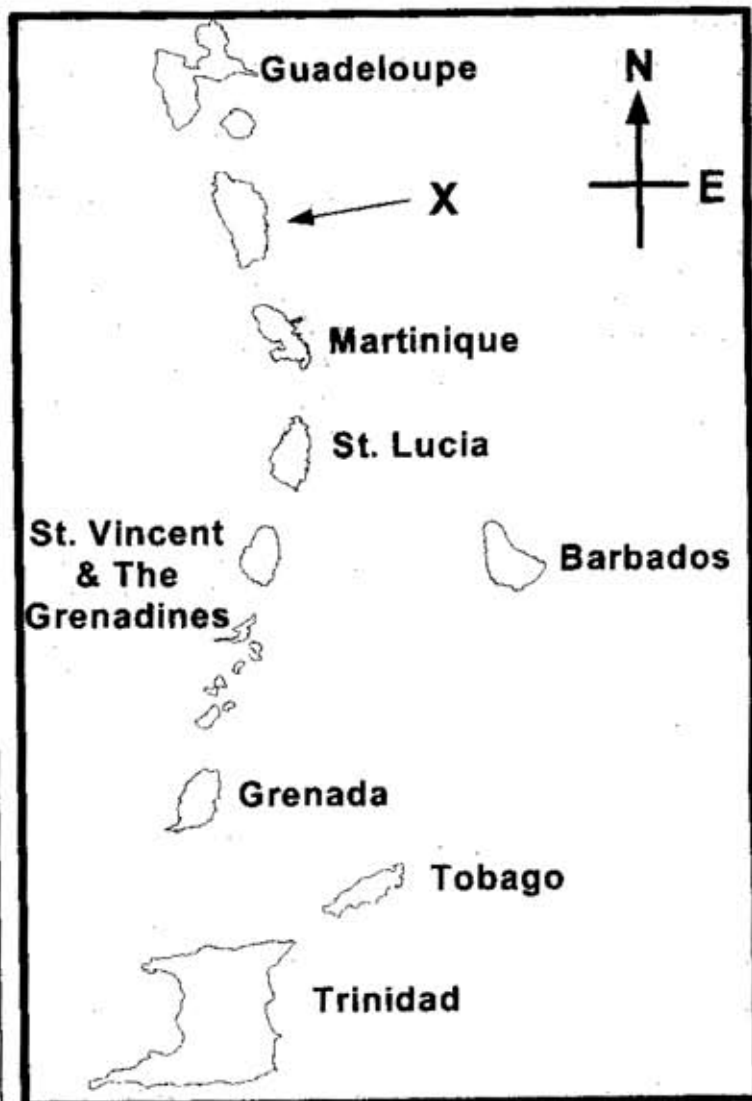 Guadeloupe
N
E
X
Martinique
St. Lucia
St. Vincent
& The
Grenadines
Barbados
Grenada
Tobago
Trinidad